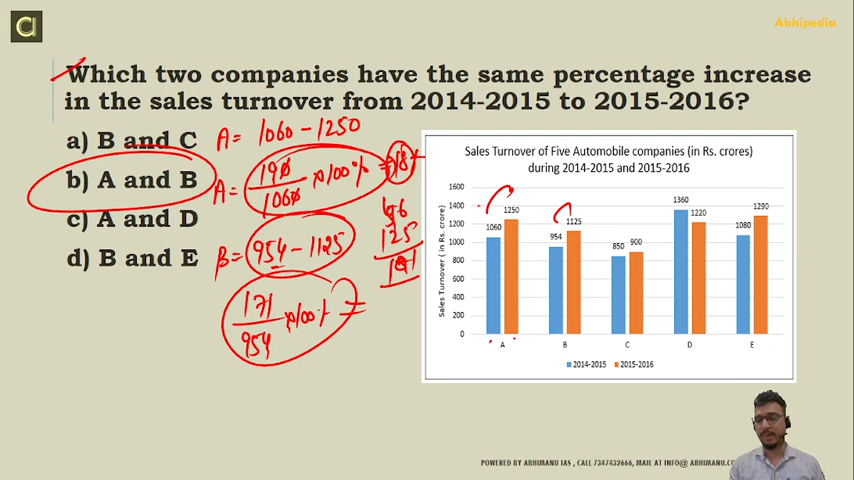 Abhipedia
Which two companies have the same percentage increase
in the sales turnover from 2014-2015 to 2015-2016?
a) B and C
b) A and B
c) A and D
d) B and E
A = 1060 - 1250
A = 190/1060 x 100% = 18
B = 954 - 1125
171/954 x 100% =
125
Sales Turnover of Five Automobile companies (in Rs. crores)
during 2014-2015 and 2015-2016
Sales Turnover ( in Rs. crore)
1600
1400
1200
1000
800
600
400
200
0
1060 1250
954 1125
850 900
1360 1220
1080 1290
A B C D E
2014-2015 2015-2016
POWERED BY ABHIMANU IAS , CALL 7347432666, MAIL AT INFO@ ABHIMANU.CO